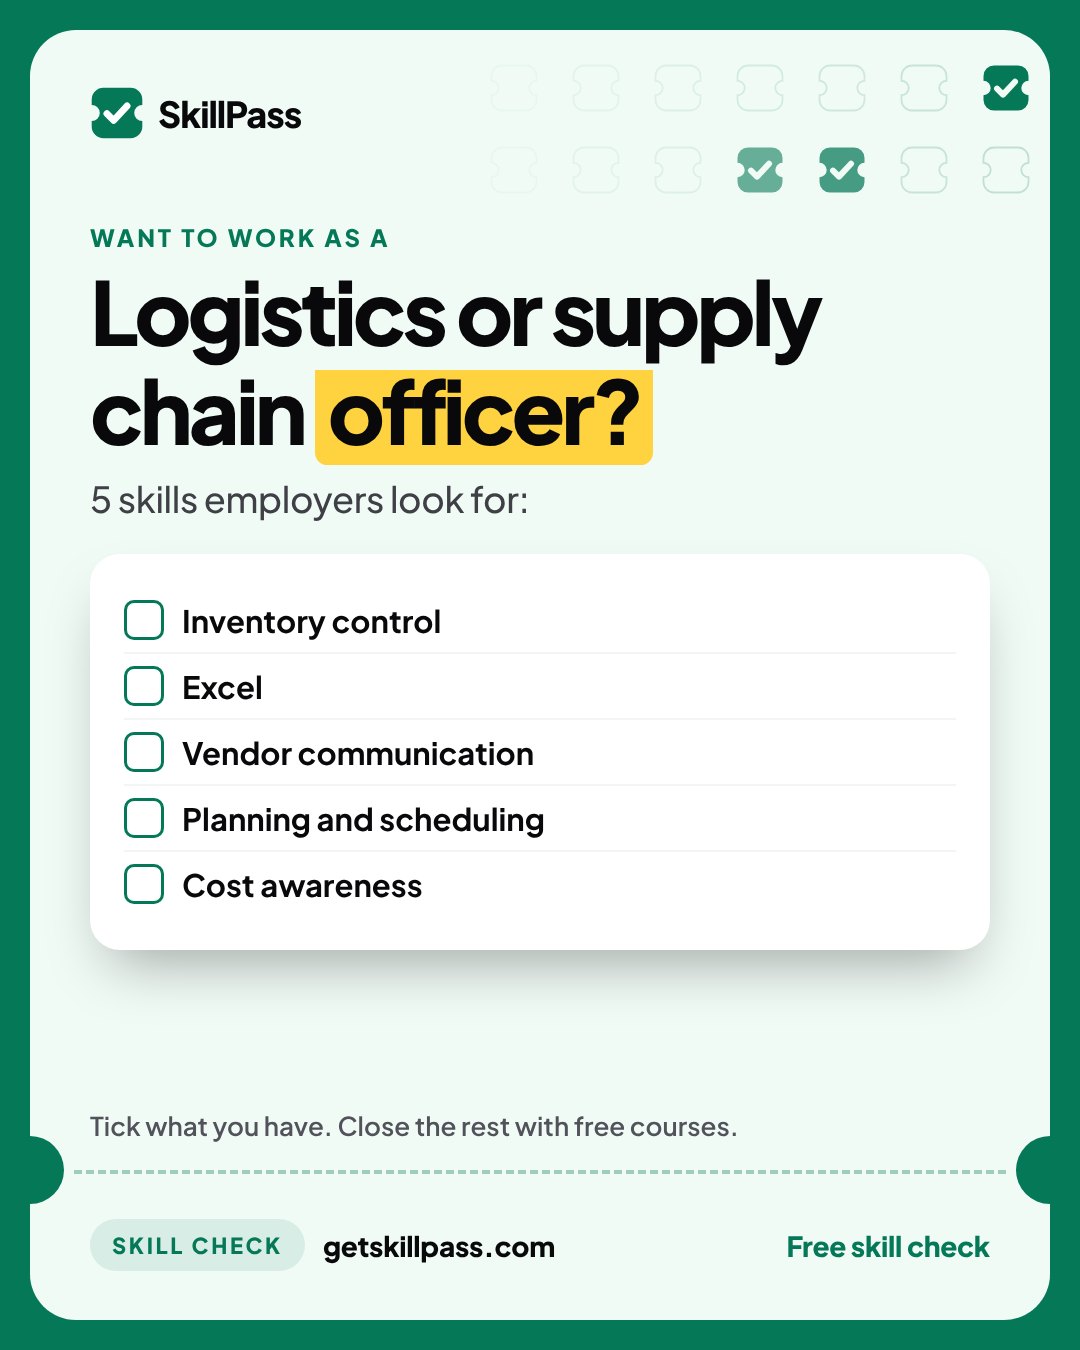 SkillPass
WANT TO WORK AS A
Logistics or supply
chain officer?
5 skills employers look for:
Inventory control
Excel
Vendor communication
Planning and scheduling
Cost awareness
Tick what you have. Close the rest with free courses.
SKILL CHECK getskillpass.com Free skill check